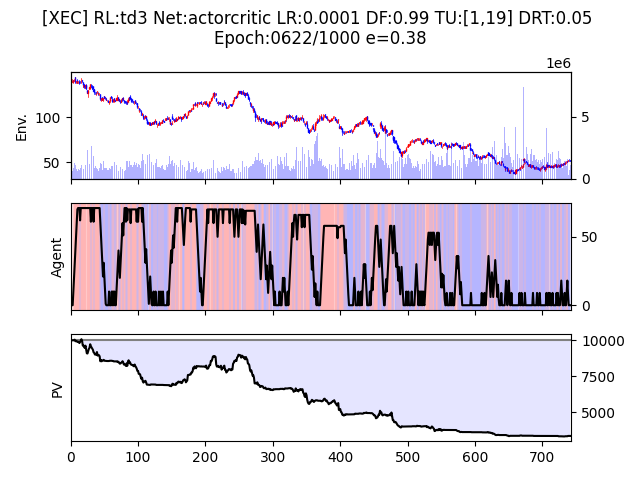 [XEC] RL:td3 Net:actorcritic LR:0.0001 DF:0.99 TU:[1,19] DRT:0.05
Epoch:0622/1000 e=0.38
1e6
Env.
100
50
5
0
Agent
50
0
PV
10000
7500
5000
0 100 200 300 400 500 600 700